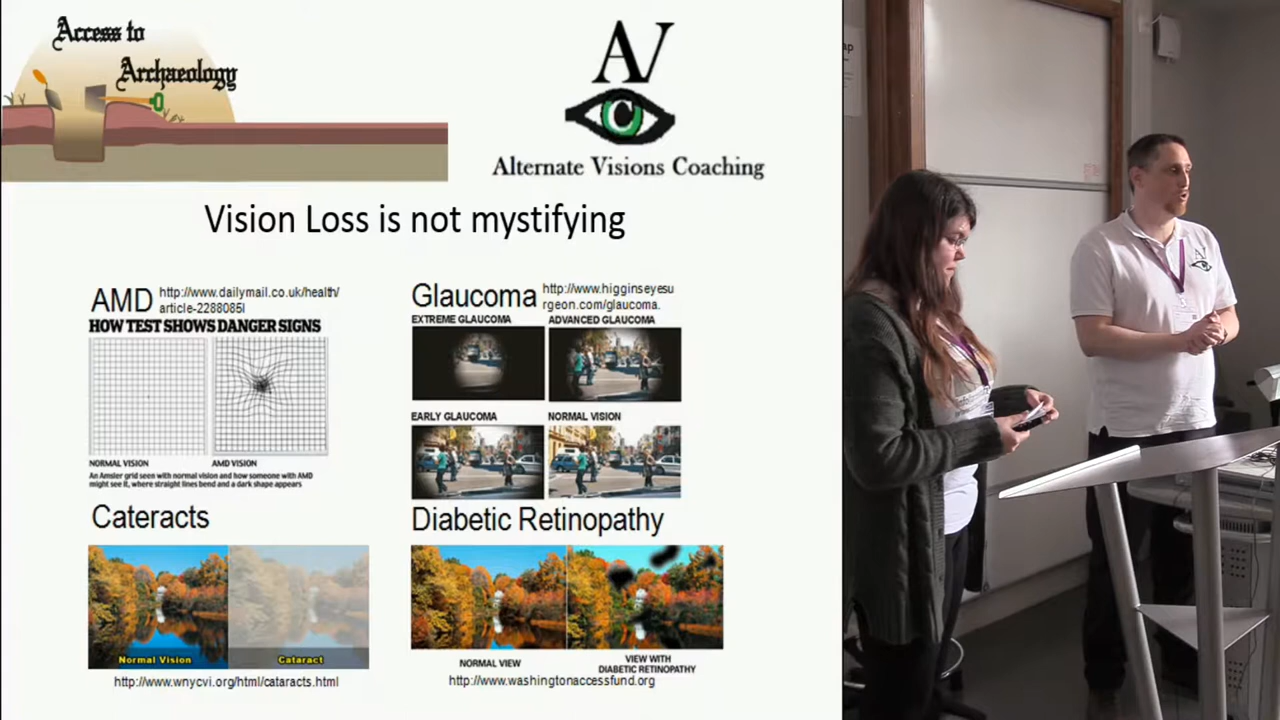 Access to
Archaeology
AV
Alternate Visions Coaching
Vision Loss is not mystifying
AMD
http://www.dailymail.co.uk/health/
article-2288085l
HOW TEST SHOWS DANGER SIGNS
NORMAL VISION
AMD VISION
An Amsler grid seen with normal vision and how someone with AMD
might see it, where straight lines bend and a dark shape appears
Glaucoma
http://www.higginseyesu
rgeon.com/glaucoma.
EXTREME GLAUCOMA
ADVANCED GLAUCOMA
EARLY GLAUCOMA
NORMAL VISION
Cateracts
Normal Vision
Cataract
http://www.wnycvi.org/html/cataracts.html
Diabetic Retinopathy
NORMAL VIEW
VIEW WITH
DIABETIC RETINOPATHY
http://www.washingtonaccessfund.org
AV